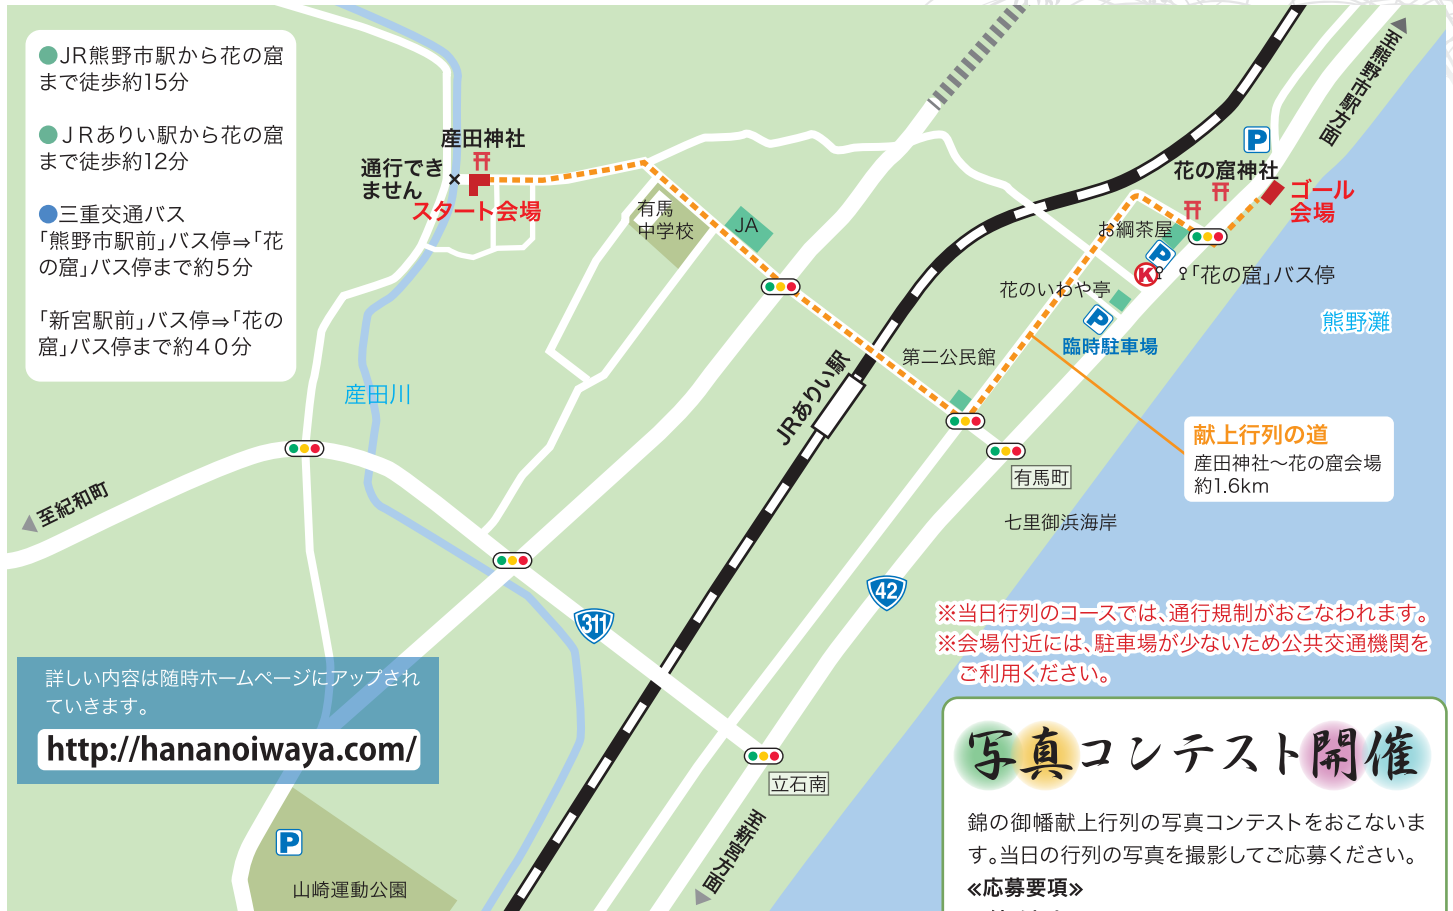 ●JR熊野市駅から花の窟
まで徒歩約15分
●JRありい駅から花の窟
まで徒歩約12分
●三重交通バス
「熊野市駅前」バス停⇒「花
の窟」バス停まで約5分
「新宮駅前」バス停⇒「花の
窟」バス停まで約40分
産田神社
通行でき
ません
×
スタート会場
有馬
中学校
JA
至熊野市駅方面
P
花の窟神社
ゴール
会場
お綱茶屋
P
K
「花の窟」バス停
花のいわや亭
P
臨時駐車場
熊野灘
産田川
JRありい駅
第二公民館
献上行列の道
産田神社～花の窟会場
約1.6km
有馬町
七里御浜海岸
至紀和町
311
42
※当日行列のコースでは、通行規制がおこなわれます。
※会場付近には、駐車場が少ないため公共交通機関を
ご利用ください。
詳しい内容は随時ホームページにアップされ
ていきます。
http://hananoiwaya.com/
立石南
至新宮方面
P
山崎運動公園
写真コンテスト開催
錦の御幡献上行列の写真コンテストをおこないま
す。当日の行列の写真を撮影してご応募ください。
≪応募要項≫